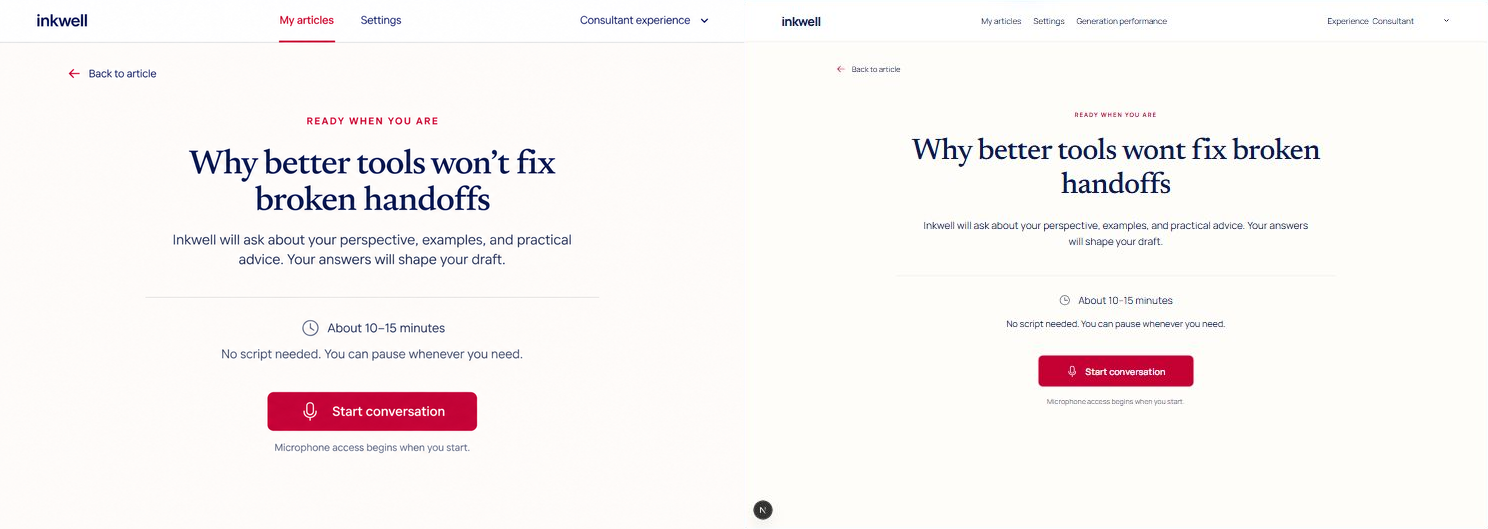 inkwell
My articles
Settings
Consultant experience
Back to article
READY WHEN YOU ARE
Why better tools won’t fix
broken handoffs
Inkwell will ask about your perspective, examples, and practical
advice. Your answers will shape your draft.
About 10–15 minutes
No script needed. You can pause whenever you need.
Start conversation
Microphone access begins when you start.
inkwell
My articles
Settings
Generation performance
Experience Consultant
Back to article
READY WHEN YOU ARE
Why better tools wont fix broken
handoffs
Inkwell will ask about your perspective, examples, and practical advice. Your answers
will shape your draft.
About 10–15 minutes
No script needed. You can pause whenever you need.
Start conversation
Microphone access begins when you start.
N